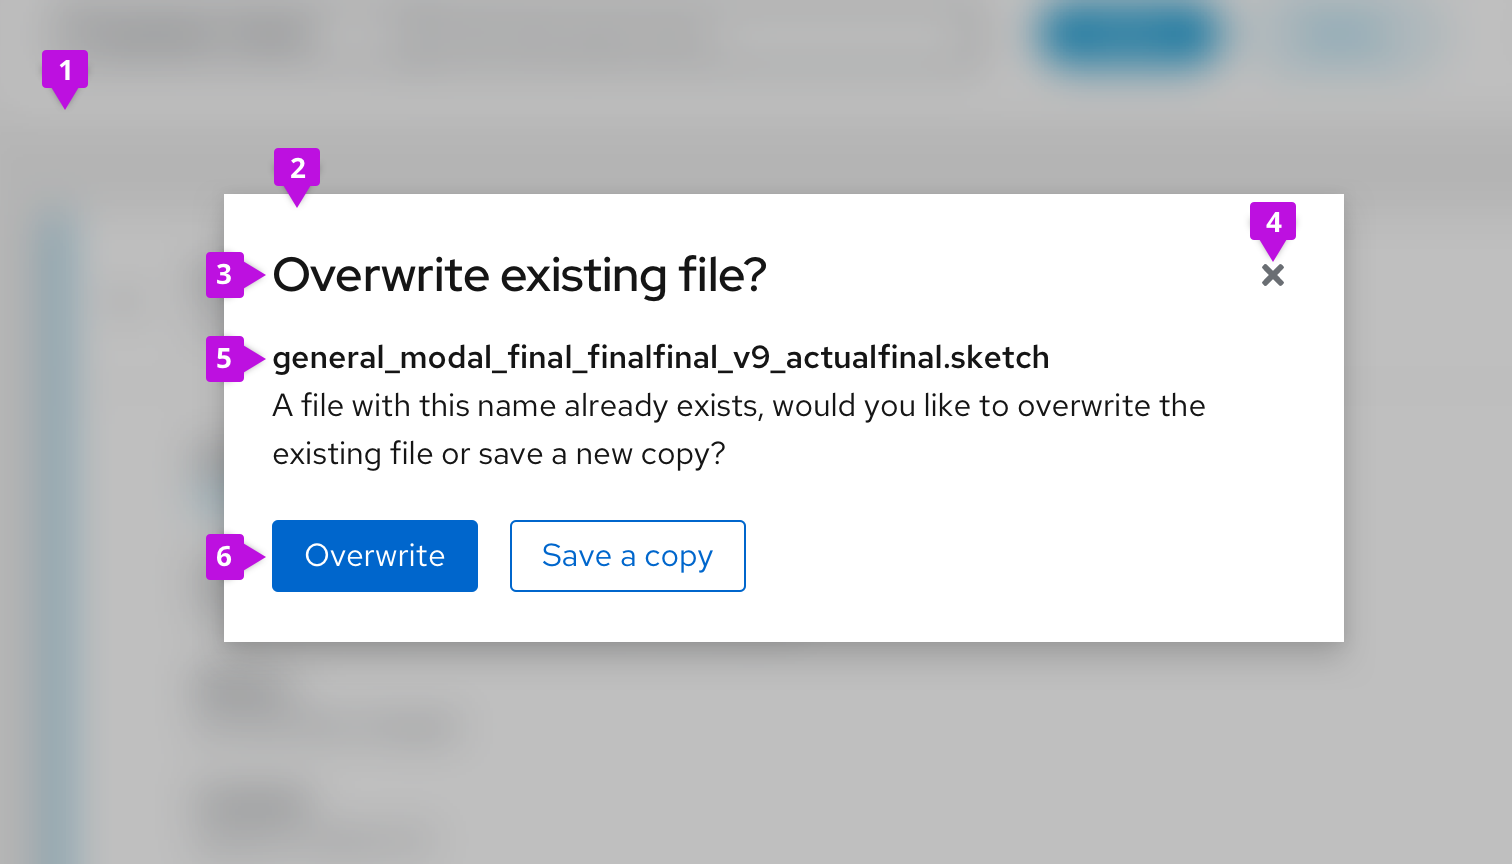 1
2
4
3 Overwrite existing file?
5 general_modal_final_finalfinal_v9_actualfinal.sketch
A file with this name already exists, would you like to overwrite the
existing file or save a new copy?
6 Overwrite Save a copy